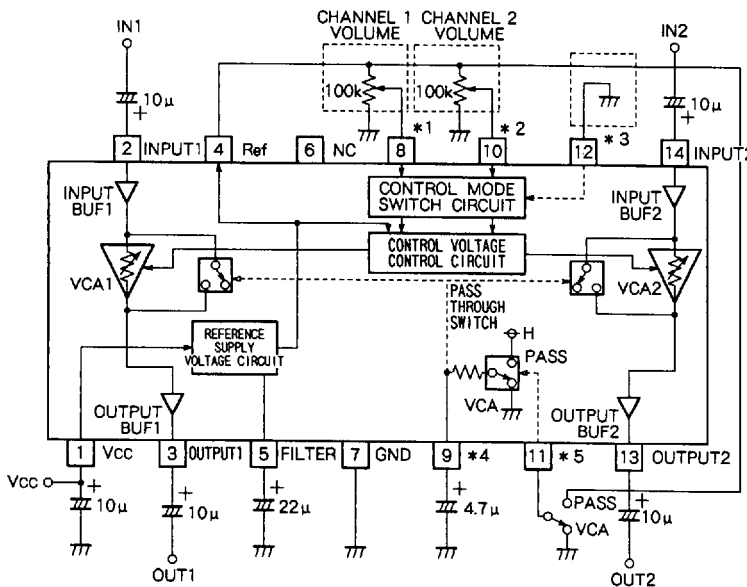 IN1
CHANNEL 1 VOLUME
CHANNEL 2 VOLUME
IN2
10μ
+
100k
100k
10μ
+
*1
*2
*3
2 INPUT1
4 Ref
6 NC
8
10
12
14 INPUT2
INPUT BUF1
CONTROL MODE SWITCH CIRCUIT
INPUT BUF2
CONTROL VOLTAGE CONTROL CIRCUIT
VCA1
VCA2
PASS THROUGH SWITCH
REFERENCE SUPPLY VOLTAGE CIRCUIT
H
PASS
VCA
OUTPUT BUF1
OUTPUT BUF2
1 Vcc
3 OUTPUT1
5 FILTER
7 GND
9 *4
11 *5
13 OUTPUT2
Vcc
+
10μ
+
10μ
+
22μ
+
4.7μ
PASS
VCA
+
10μ
OUT1
OUT2